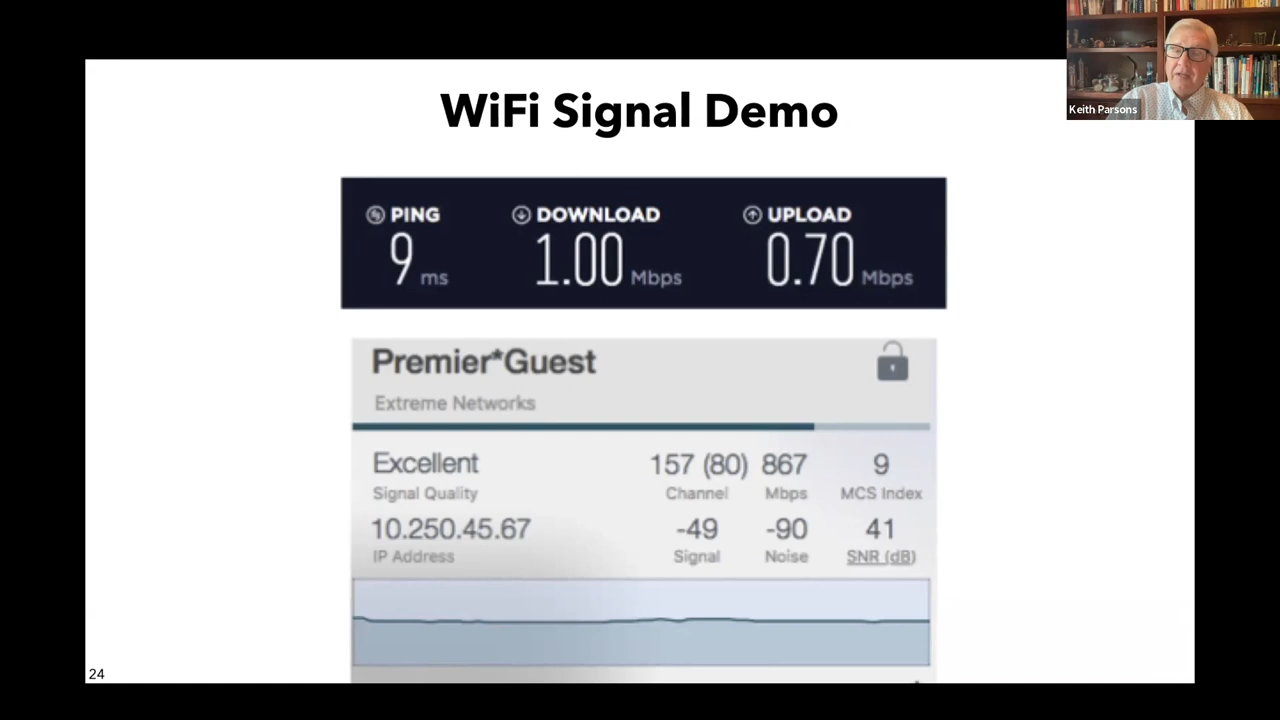 WiFi Signal Demo
Keith Parsons
PING DOWNLOAD UPLOAD
9 ms 1.00 Mbps 0.70 Mbps
Premier*Guest
Extreme Networks
Excellent 157 (80) 867 9
Signal Quality Channel Mbps MCS Index
10.250.45.67 -49 -90 41
IP Address Signal Noise SNR (dB)
24